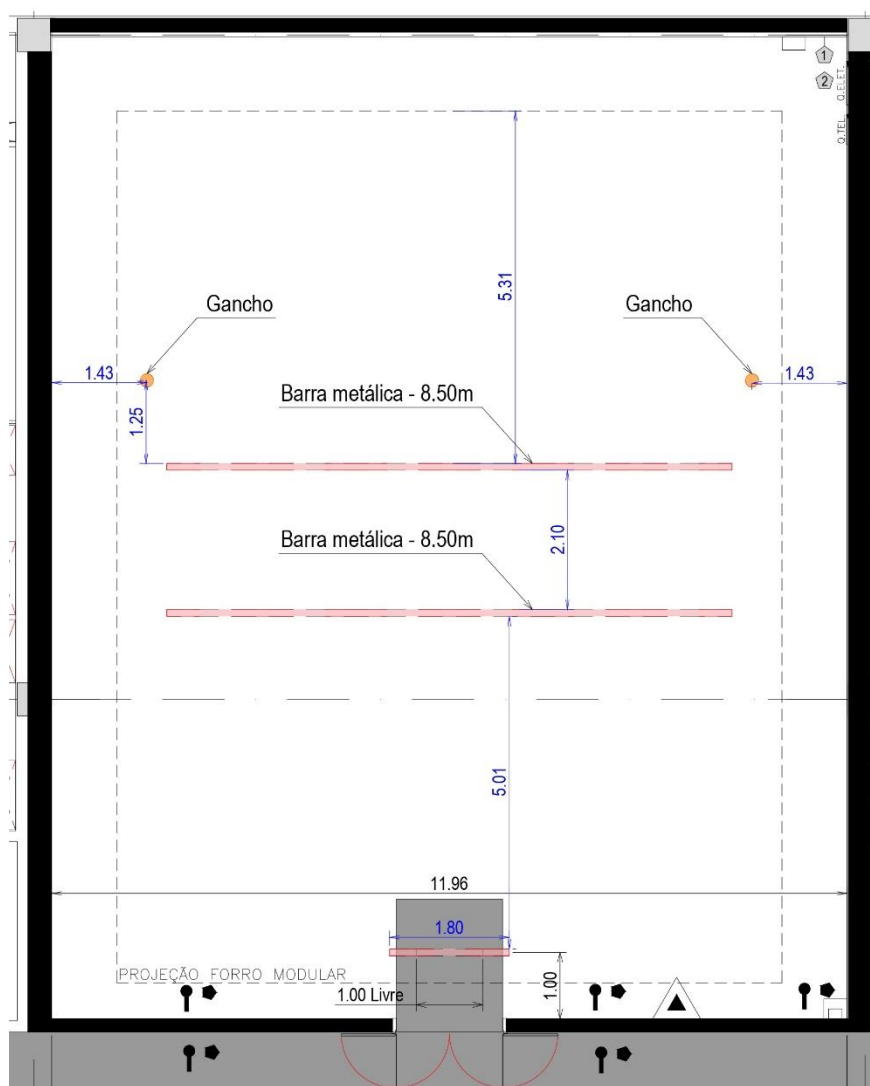 1
2
Q.TEL.
Q.ELET.
5.31
Gancho
Gancho
1.43
1.43
1.25
Barra metálica - 8.50m
2.10
Barra metálica - 8.50m
5.01
11.96
1.80
PROJEÇÃO FORRO MODULAR
1.00 Livre
1.00